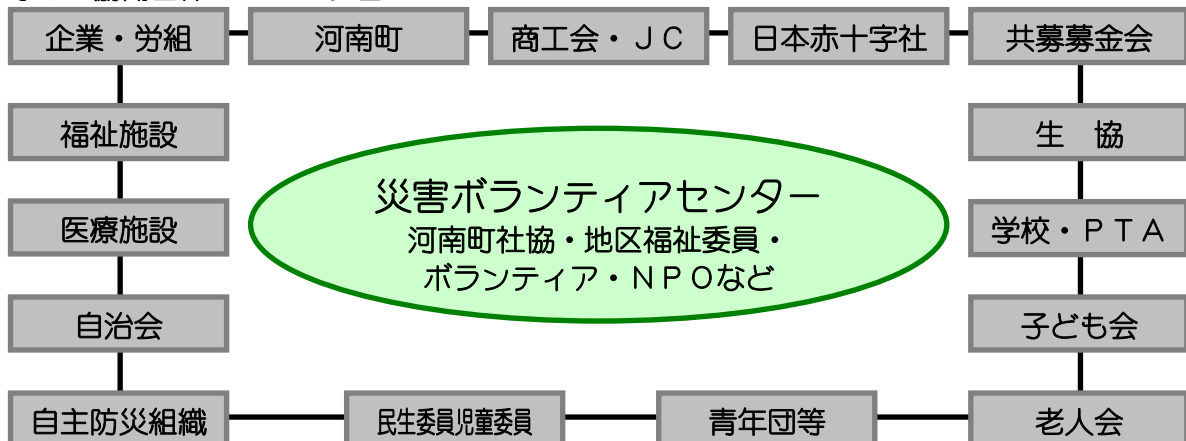 企業・労組
河南町
商工会・ＪＣ
日本赤十字社
共募募金会
福祉施設
生　協
災害ボランティアセンター
河南町社協・地区福祉委員・
ボランティア・ＮＰＯなど
医療施設
学校・ＰＴＡ
自治会
子ども会
自主防災組織
民生委員児童委員
青年団等
老人会